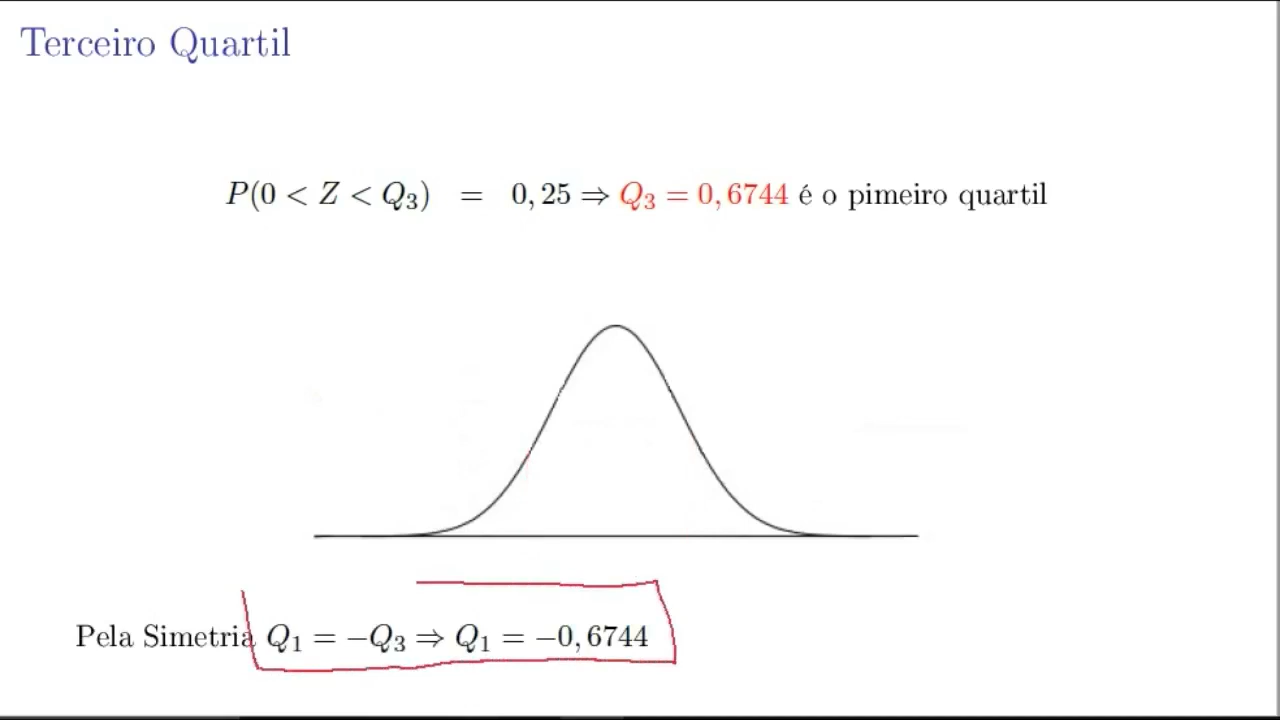 Terceiro Quartil
P(0 < Z < Q₃) = 0, 25 ⇒ Q₃ = 0, 6744 é o pimeiro quartil
Pela Simetria Q₁ = −Q₃ ⇒ Q₁ = −0, 6744